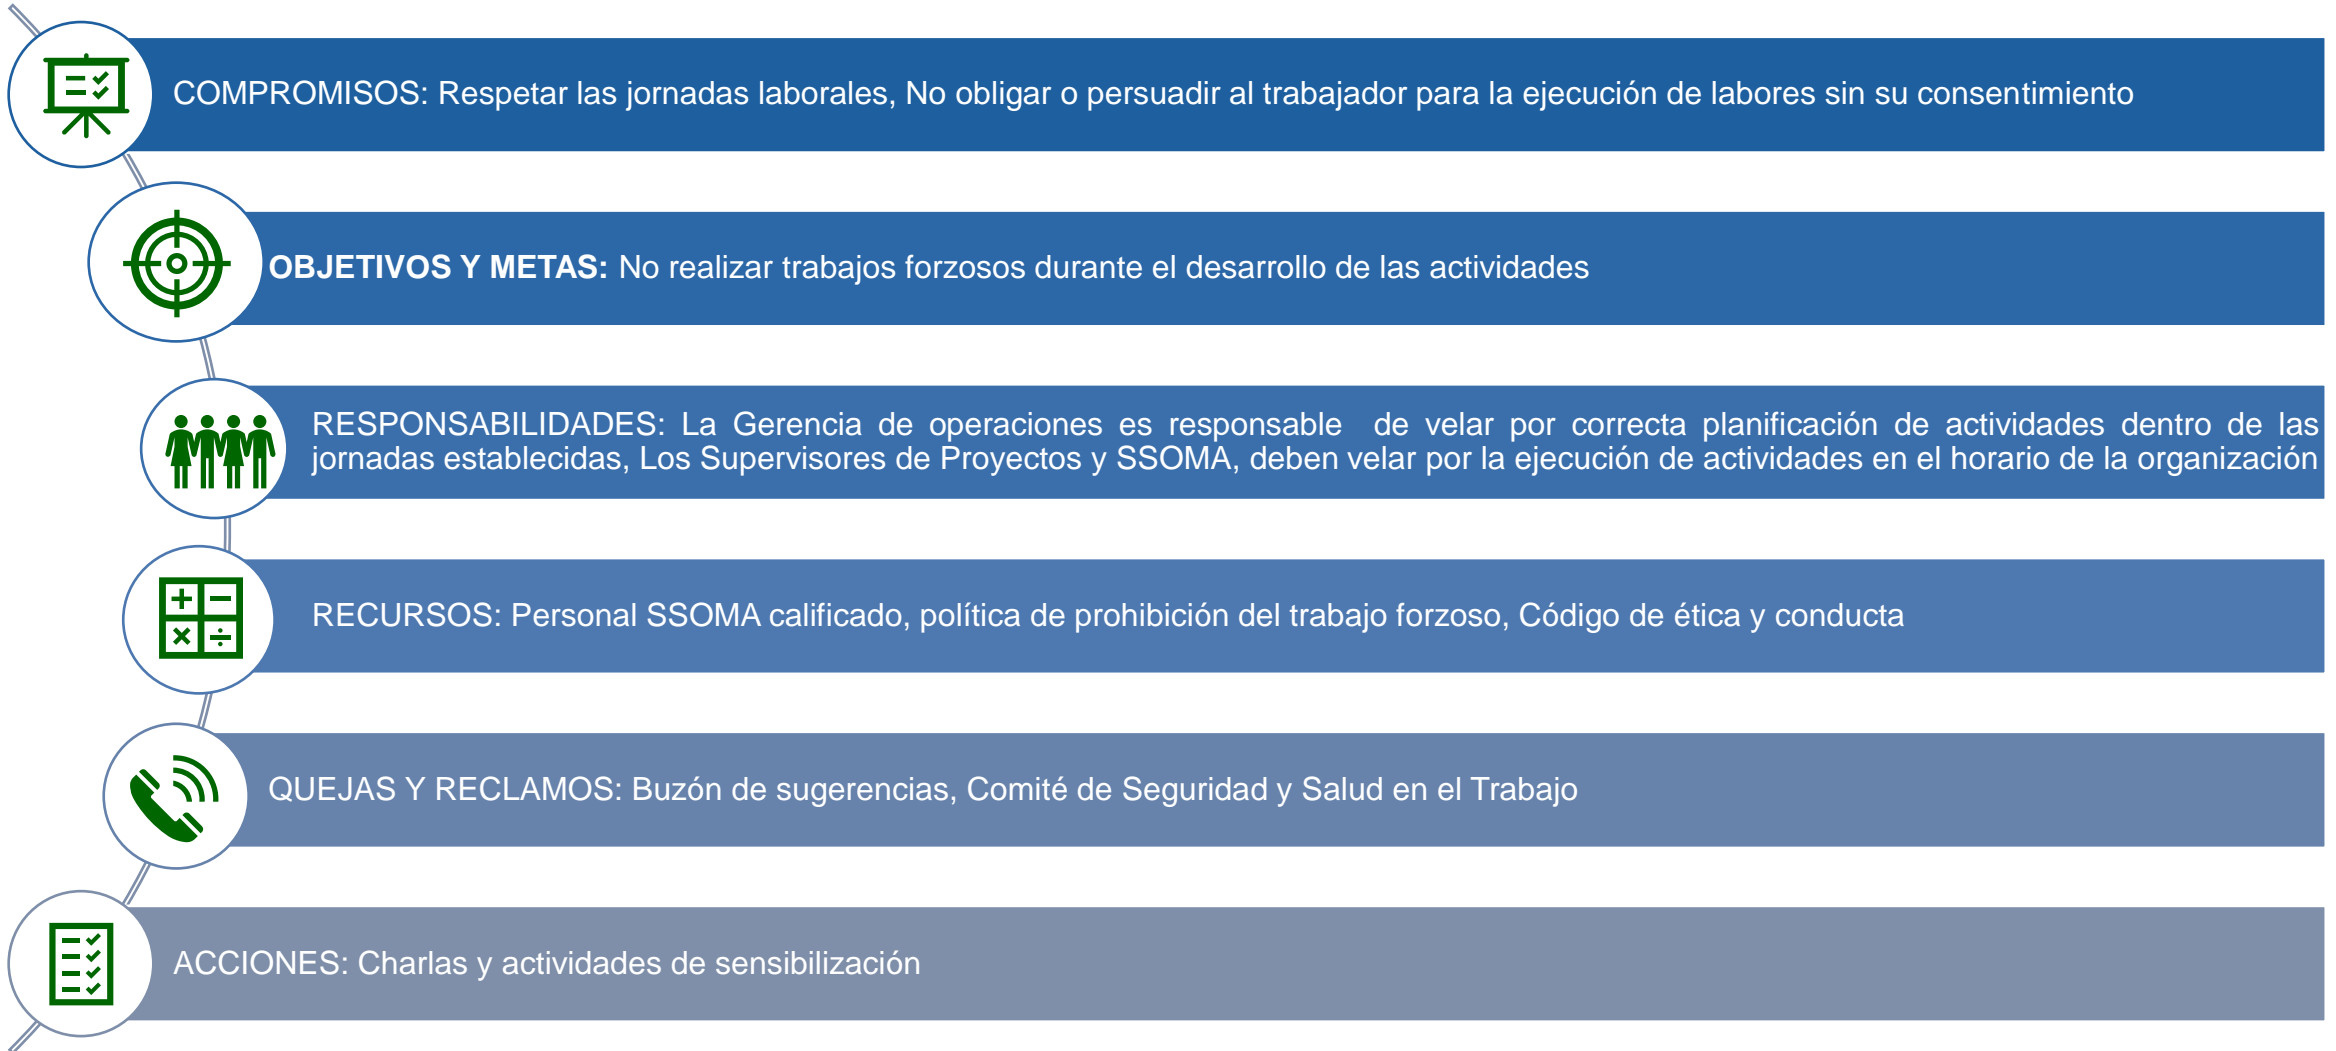 COMPROMISOS: Respetar las jornadas laborales, No obligar o persuadir al trabajador para la ejecución de labores sin su consentimiento
OBJETIVOS Y METAS: No realizar trabajos forzosos durante el desarrollo de las actividades
RESPONSABILIDADES: La Gerencia de operaciones es responsable de velar por correcta planificación de actividades dentro de las
jornadas establecidas, Los Supervisores de Proyectos y SSOMA, deben velar por la ejecución de actividades en el horario de la organización
RECURSOS: Personal SSOMA calificado, política de prohibición del trabajo forzoso, Código de ética y conducta
QUEJAS Y RECLAMOS: Buzón de sugerencias, Comité de Seguridad y Salud en el Trabajo
ACCIONES: Charlas y actividades de sensibilización